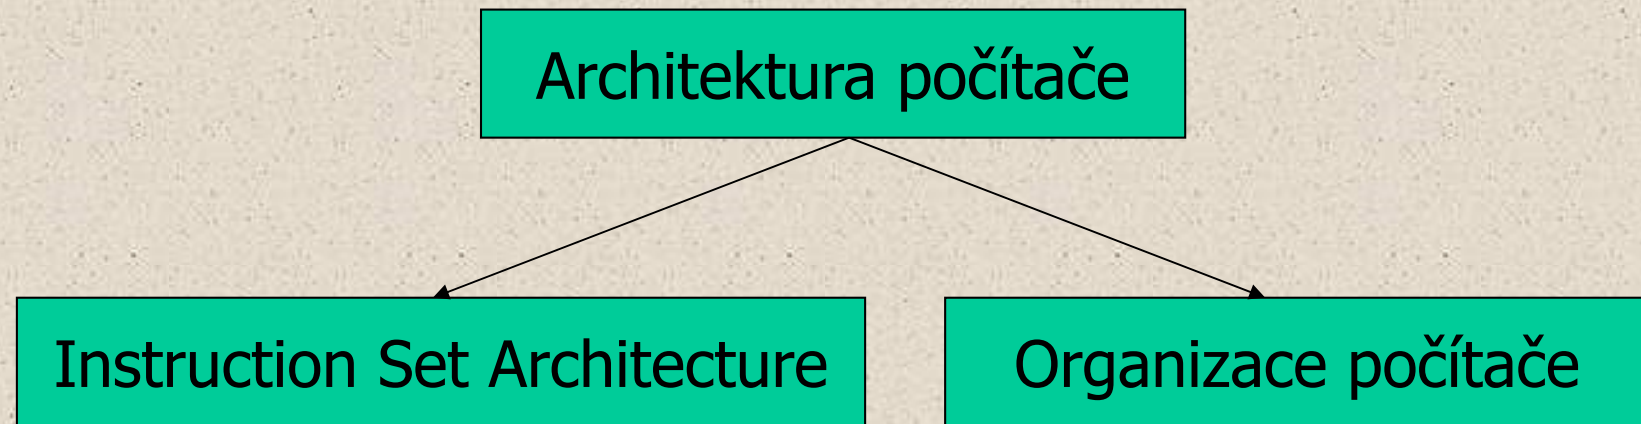 Architektura počítače
Instruction Set Architecture
Organizace počítače